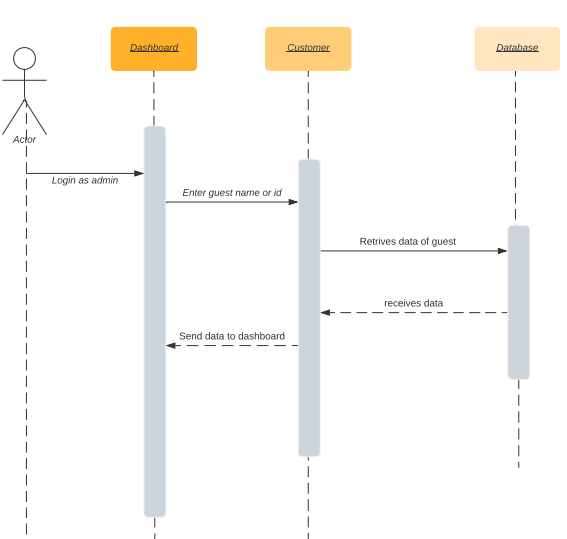 Dashboard
Customer
Database
Actor
Login as admin
Enter guest name or id
Retrives data of guest
receives data
Send data to dashboard